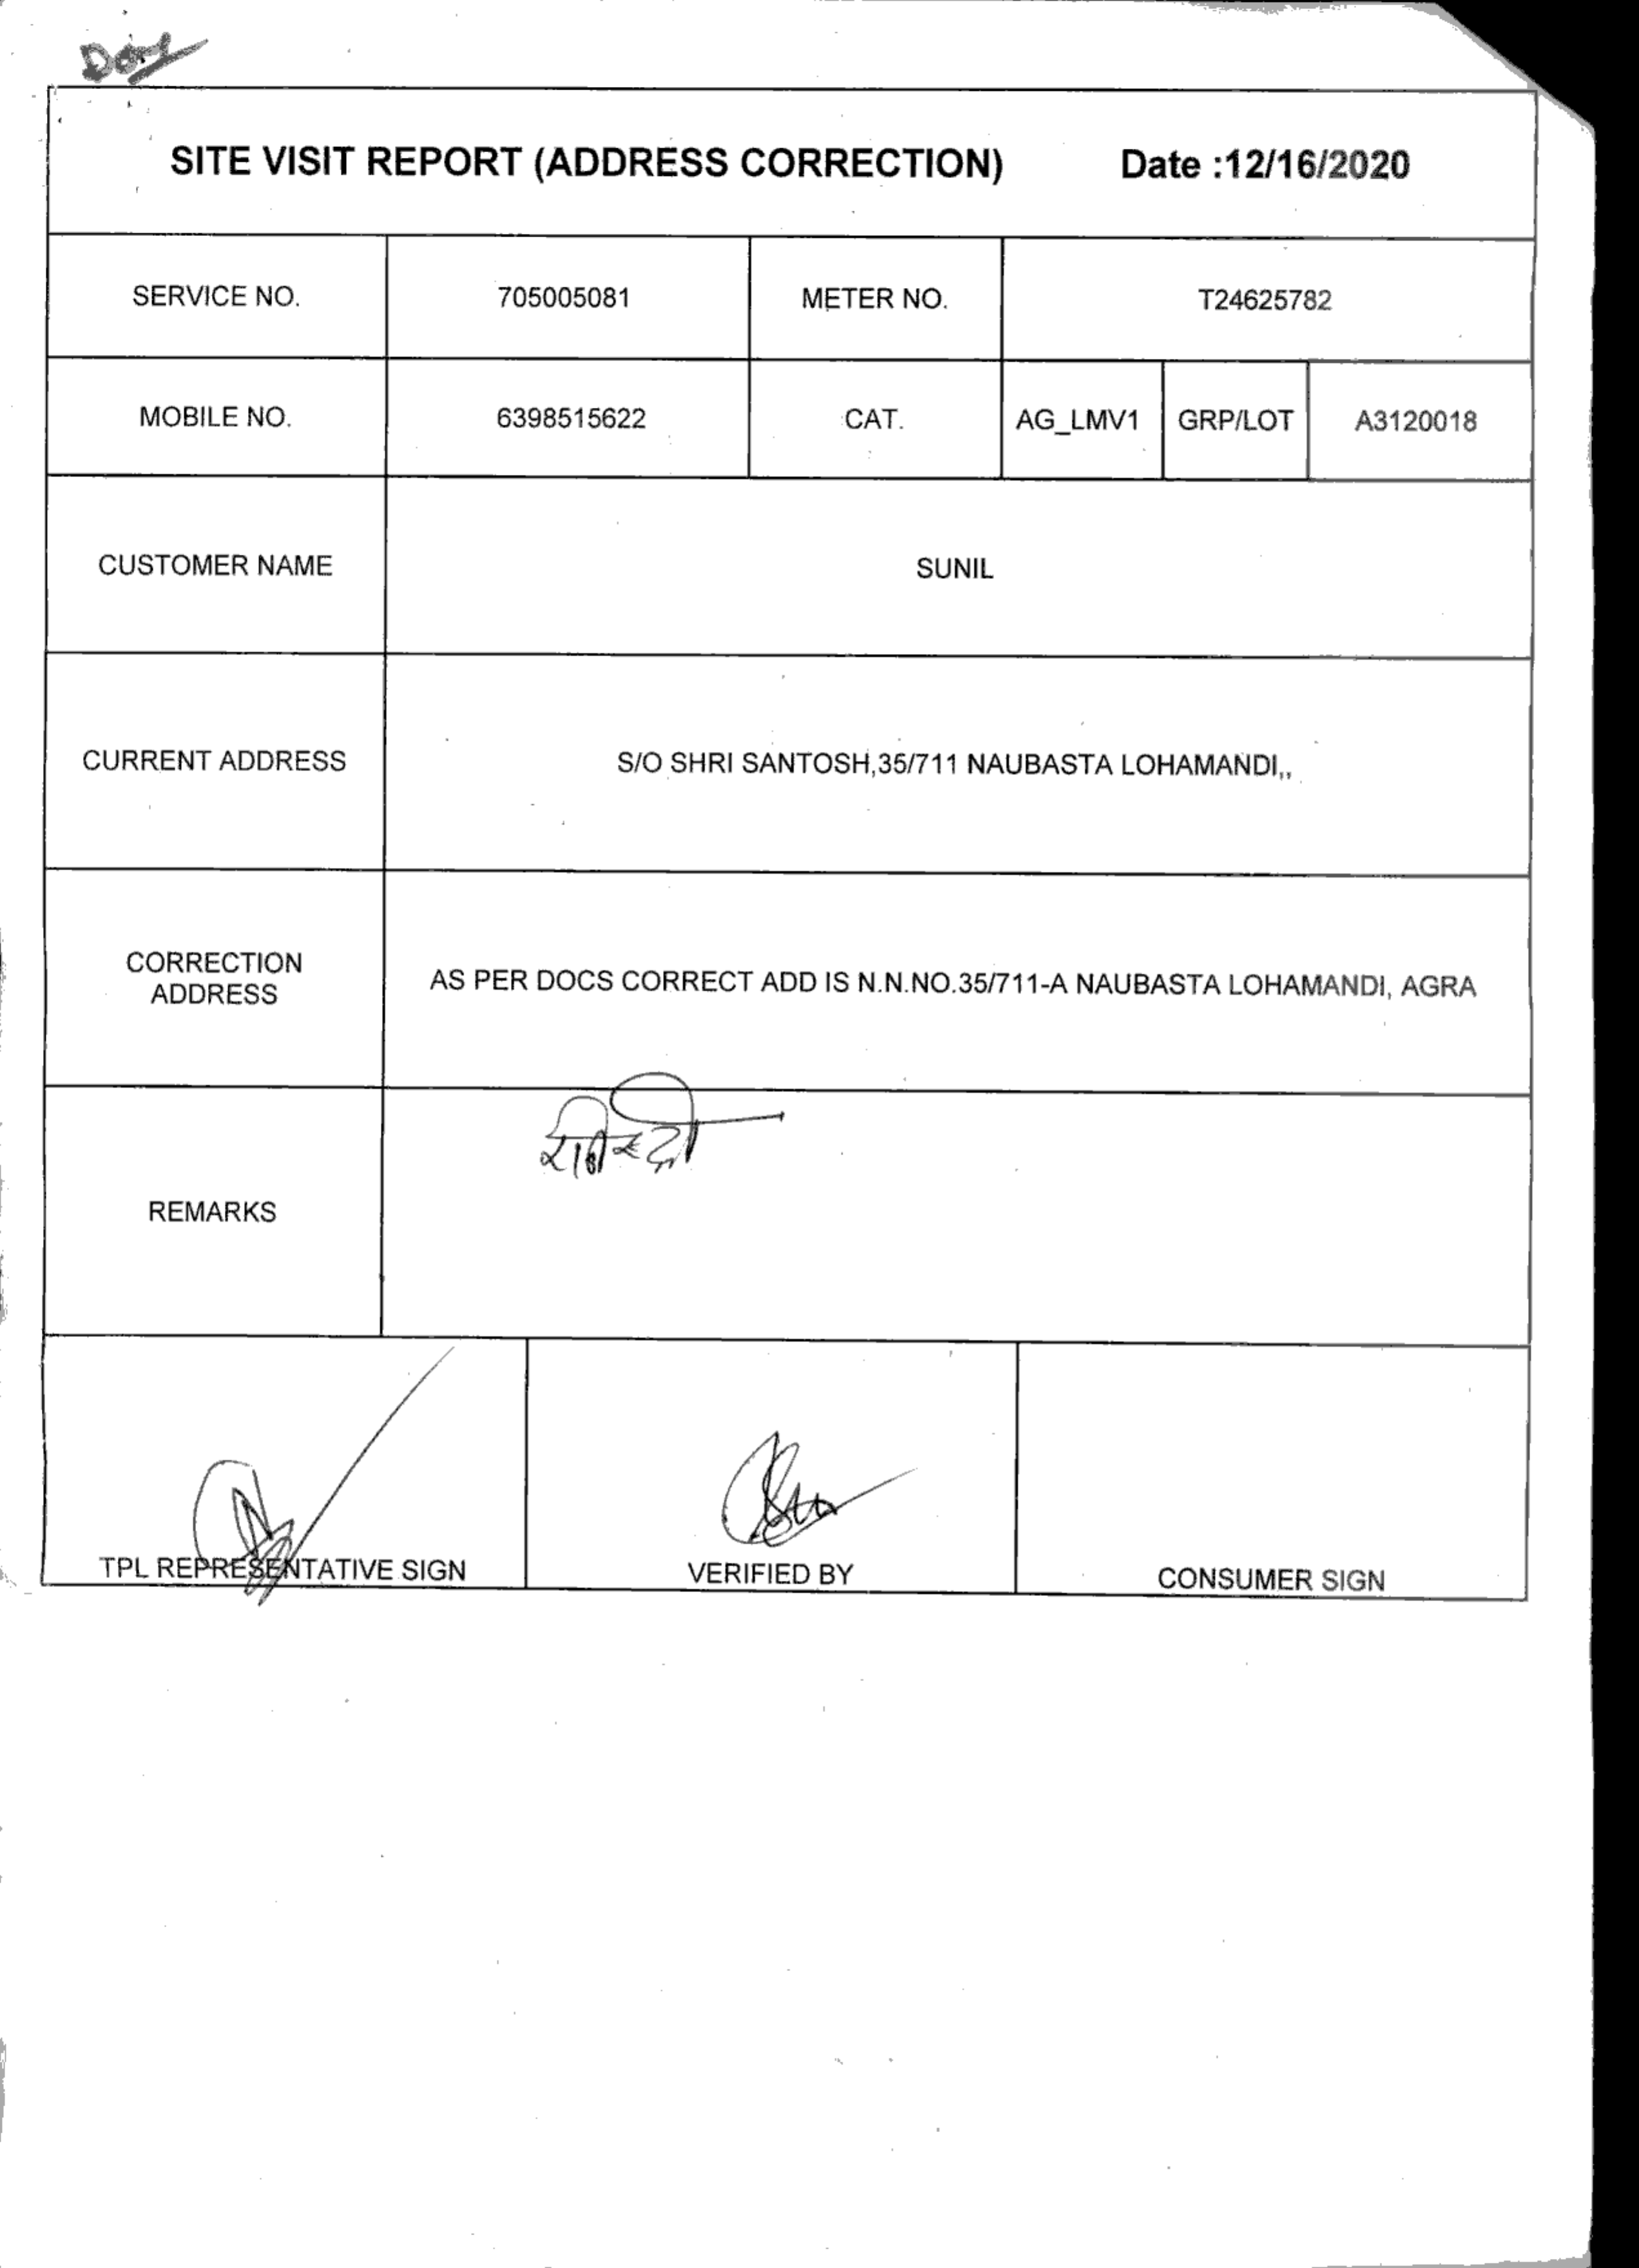 SITE VISIT REPORT (ADDRESS CORRECTION) Date :12/16/2020
SERVICE NO. 705005081 METER NO. T24625782
MOBILE NO. 6398515622 CAT. AG_LMV1 GRP/LOT A3120018
CUSTOMER NAME SUNIL
CURRENT ADDRESS S/O SHRI SANTOSH,35/711 NAUBASTA LOHAMANDI,,
CORRECTION
ADDRESS
AS PER DOCS CORRECT ADD IS N.N.NO.35/711-A NAUBASTA LOHAMANDI, AGRA
REMARKS
TPL REPRESENTATIVE SIGN VERIFIED BY CONSUMER SIGN